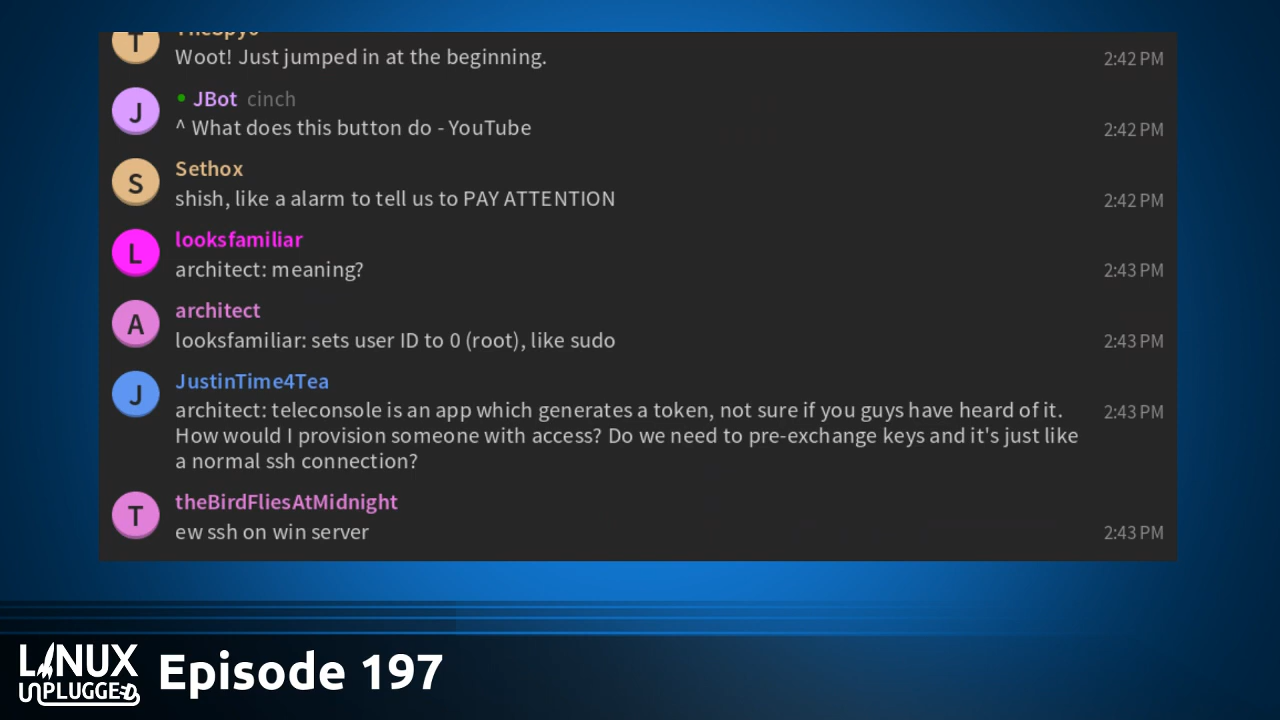 TheSpy0
T
Woot! Just jumped in at the beginning. 2:42 PM
J
JBot cinch
^ What does this button do - YouTube 2:42 PM
S
Sethox
shish, like a alarm to tell us to PAY ATTENTION 2:42 PM
L
looksfamiliar
architect: meaning? 2:43 PM
A
architect
looksfamiliar: sets user ID to 0 (root), like sudo 2:43 PM
J
JustinTime4Tea
architect: teleconsole is an app which generates a token, not sure if you guys have heard of it. 2:43 PM
How would I provision someone with access? Do we need to pre-exchange keys and it's just like
a normal ssh connection?
T
theBirdFliesAtMidnight
ew ssh on win server 2:43 PM
LINUX
UNPLUGGED
Episode 197